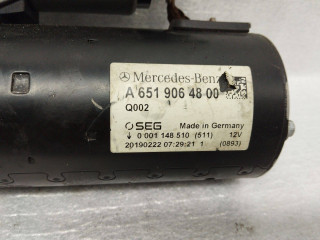 Mercedes-Benz
A 651 906 48 00
Q002
SEG Made in Germany
↓ 0 001 148 510 (511) 12V
20190222 07:29:21 1 (0893)